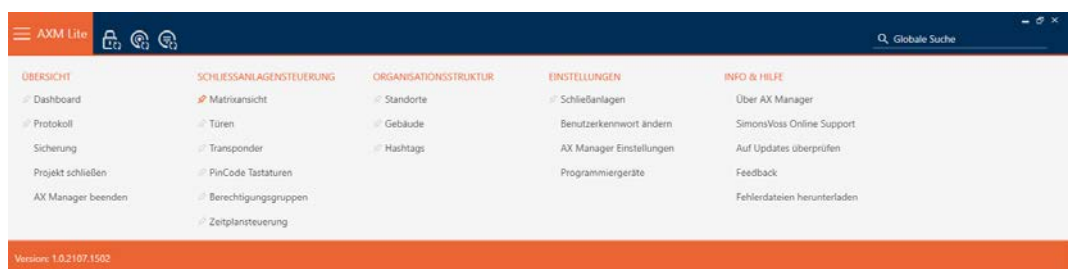 AXM Lite
Globale Suche
ÜBERSICHT
Dashboard
Protokoll
Sicherung
Projekt schließen
AX Manager beenden
SCHLIESSANLAGENSTEUERUNG
Matrixansicht
Türen
Transponder
PinCode Tastaturen
Berechtigungsgruppen
Zeitplansteuerung
ORGANISATIONSSTRUKTUR
Standorte
Gebäude
Hashtags
EINSTELLUNGEN
Schließanlagen
Benutzerkennwort ändern
AX Manager Einstellungen
Programmiergeräte
INFO & HILFE
Über AX Manager
SimonsVoss Online Support
Auf Updates überprüfen
Feedback
Fehlerdateien herunterladen
Version: 1.0.2107.1502